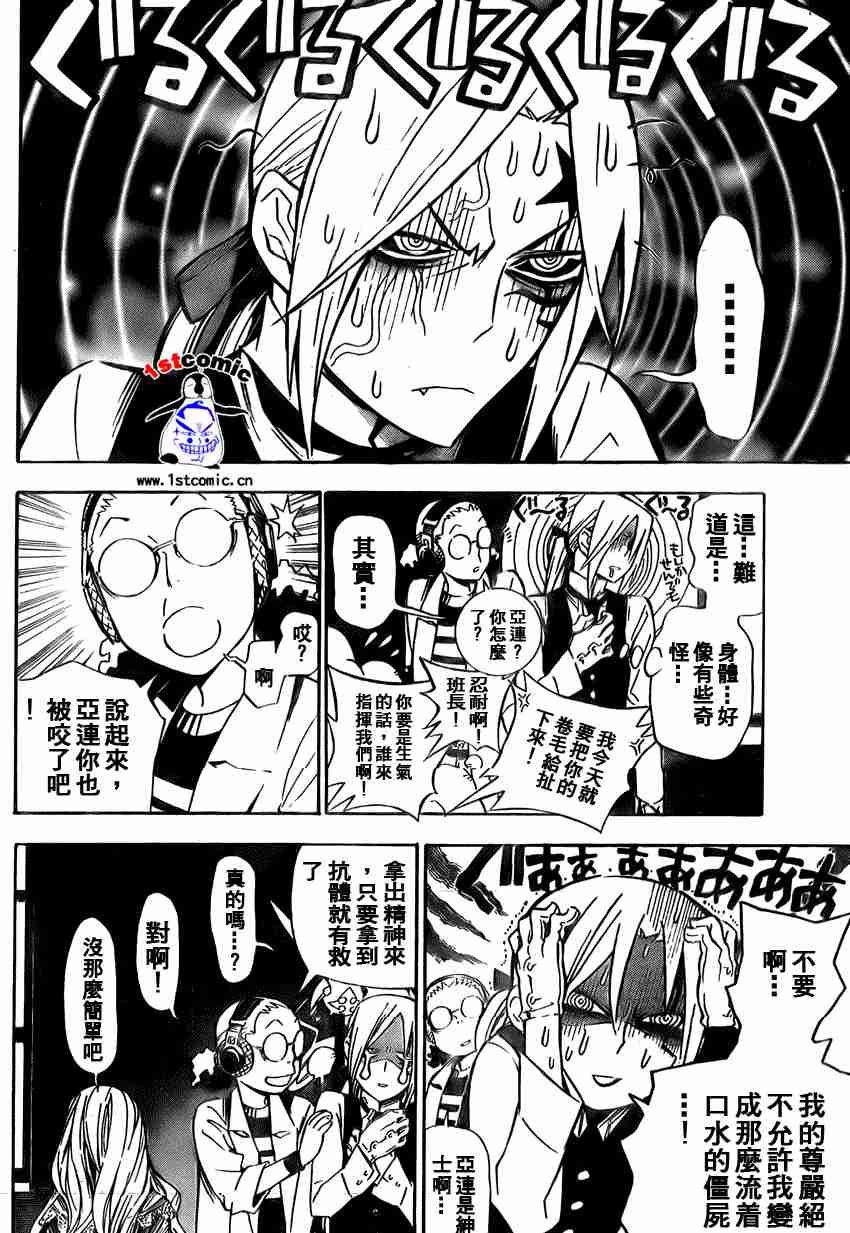 ぐるぐるぐるぐるぐる
……
1stcomic
www.1stcomic.cn
這…難
道是…
もしかし
せんでも
身體…好
像有些奇
怪…
ぐ〜る
ぐ〜る
其實…
亞連?
你怎麼
了?
忍耐啊!
班長!
我今天就
要把你的
卷毛給扯
下來!
你要是生氣
的話,誰來
指揮我們啊!
哎?
啊
說起來,
亞連你也
被咬了吧
!
ぐああぁああああ
不要
啊…
我的尊嚴絕
不允許我變
成那麼流着
口水的僵屍
…!
亞連是紳
士啊…
拿出精神來
,只要拿到
抗體就有救
了
真的嗎…?
對啊!
沒那麼簡單吧